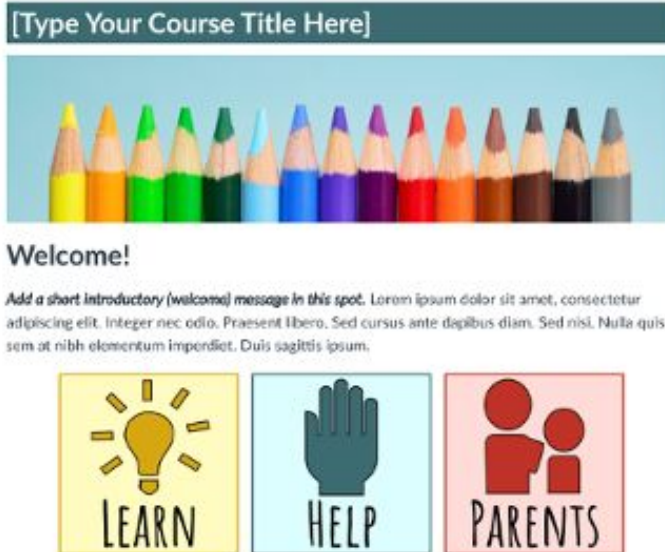 [Type Your Course Title Here]
Welcome!
Add a short introductory (welcome) message in this spot. Lorem ipsum dolor sit amet, consectetur
adipiscing elit. Integer nec odio. Praesent libero. Sed cursus ante dapibus diam. Sed nisi. Nulla quis
sem at nibh elementum imperdiet. Duis sagittis ipsum.
LEARN
HELP
PARENTS